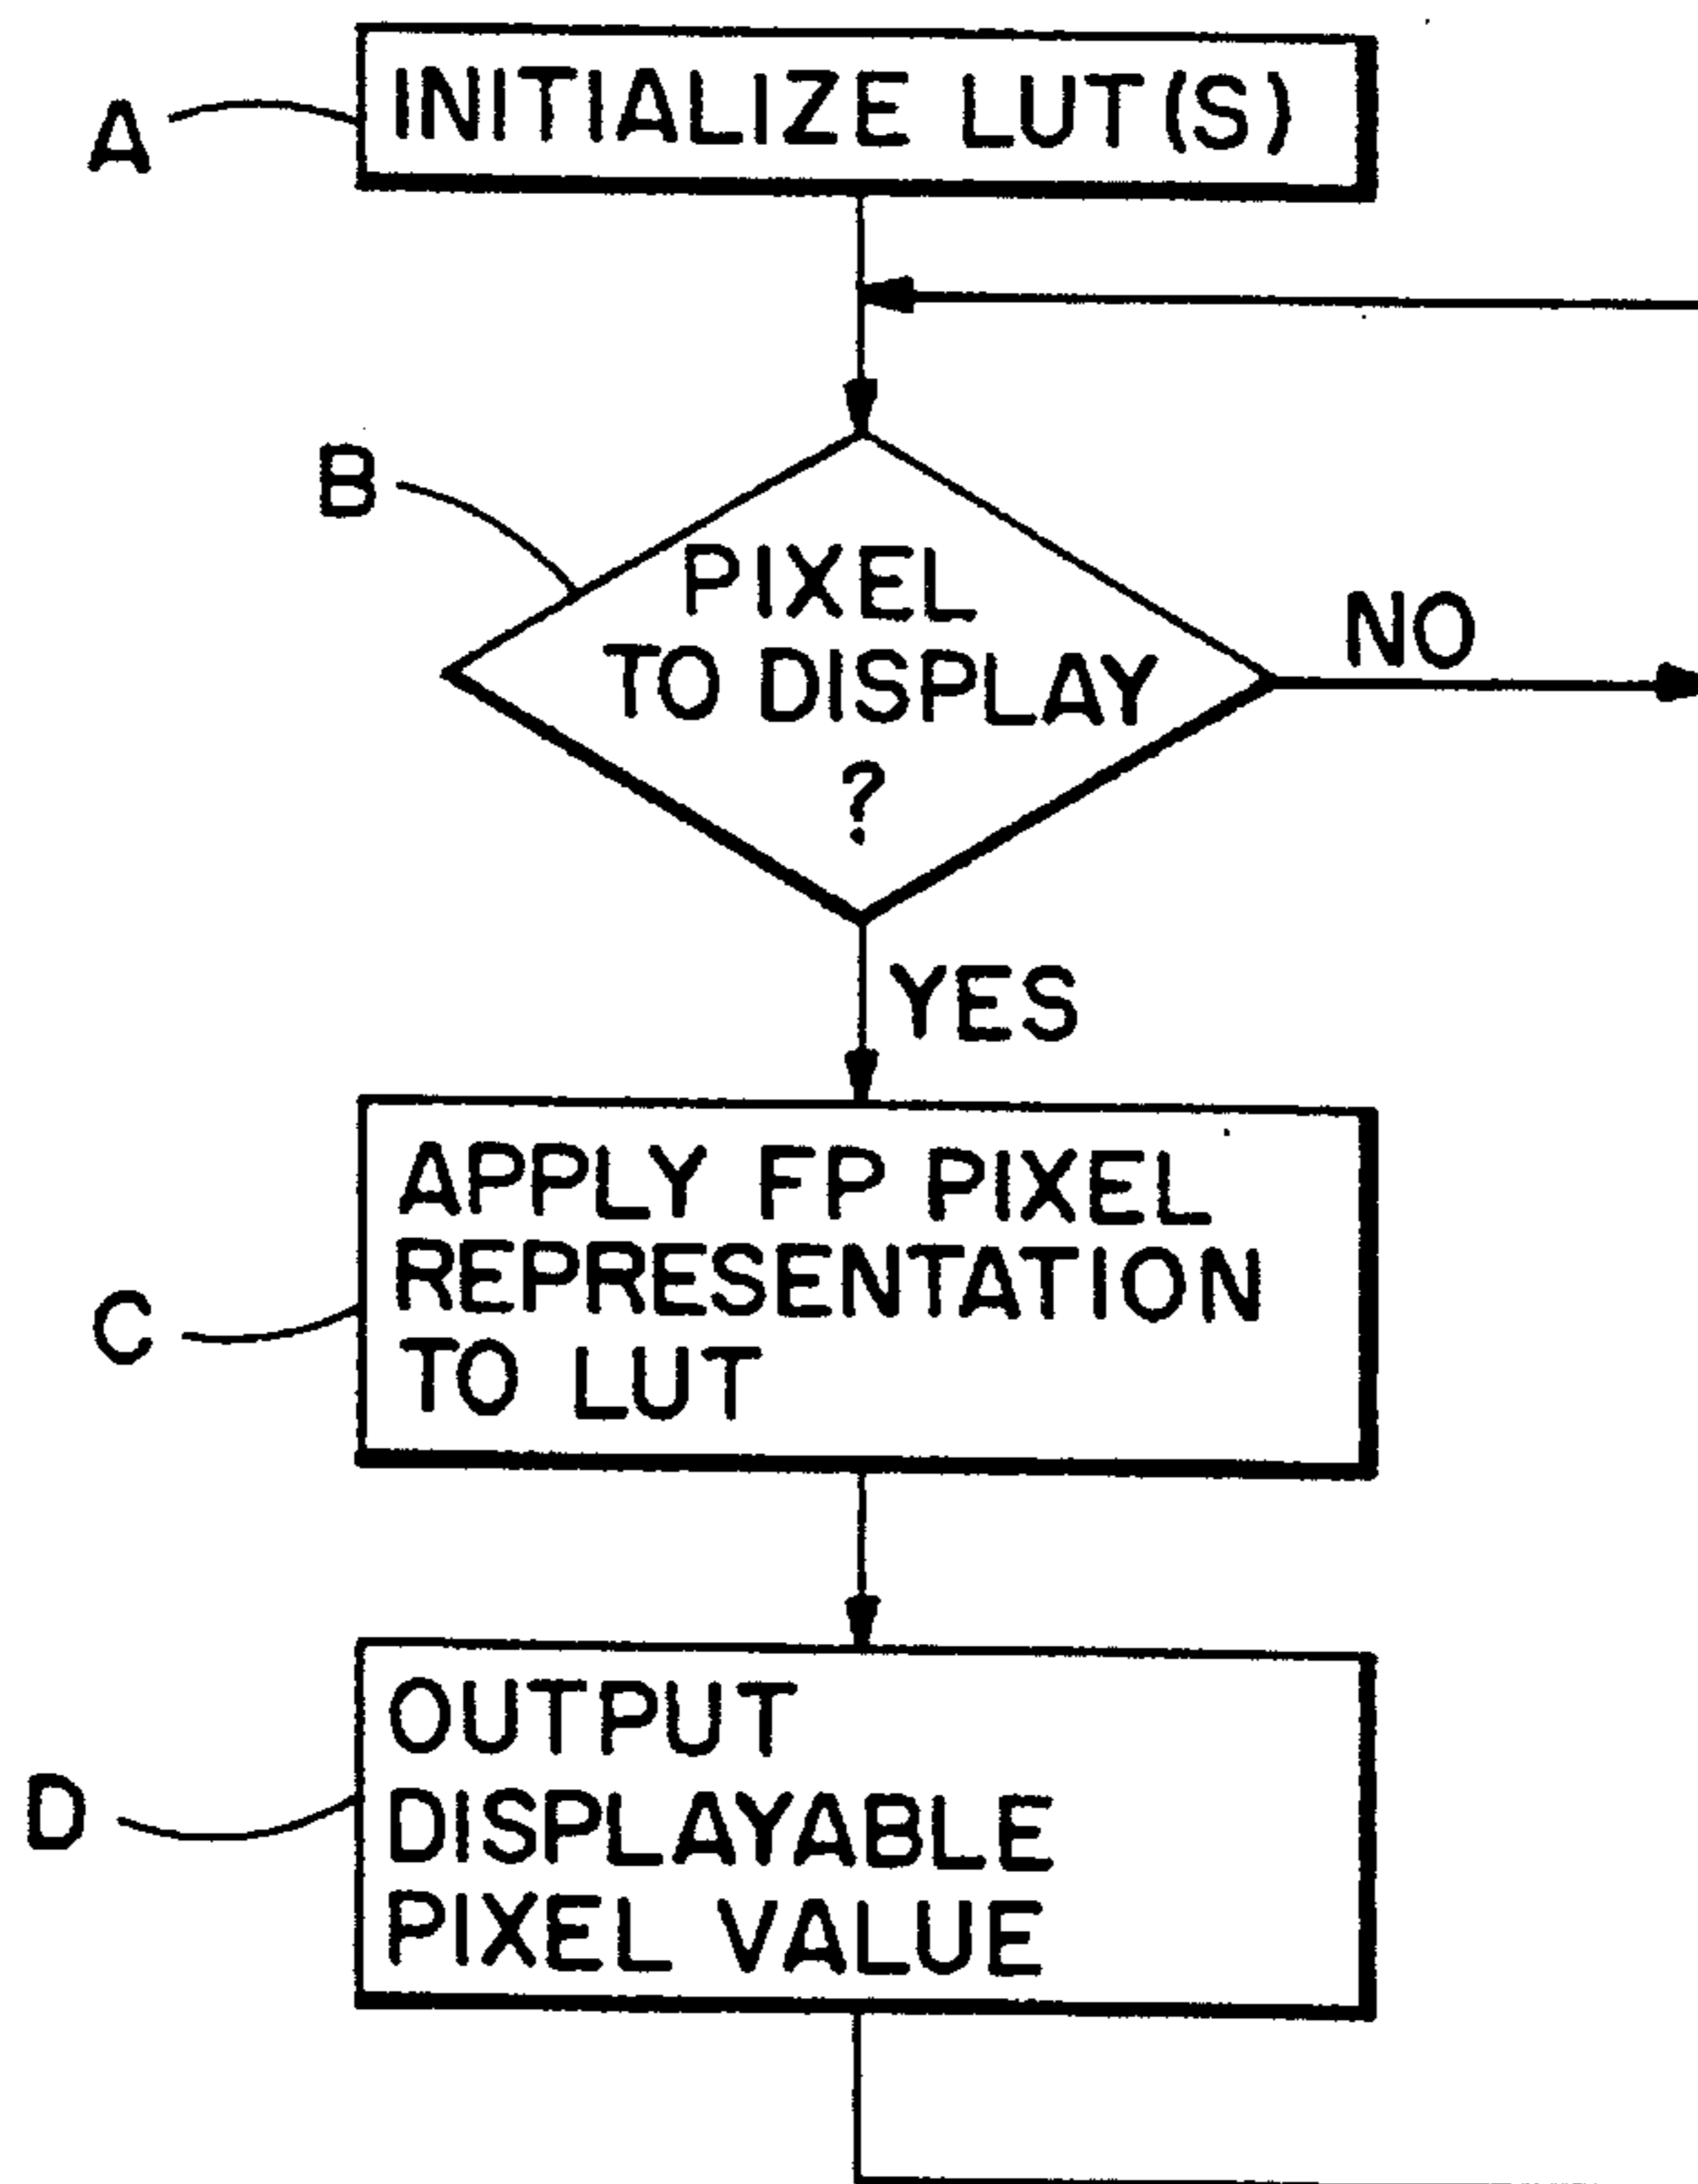 A
INITIALIZE LUT(S)
B
PIXEL
TO DISPLAY
?
NO
YES
C
APPLY FP PIXEL
REPRESENTATION
TO LUT
D
OUTPUT
DISPLAYABLE
PIXEL VALUE